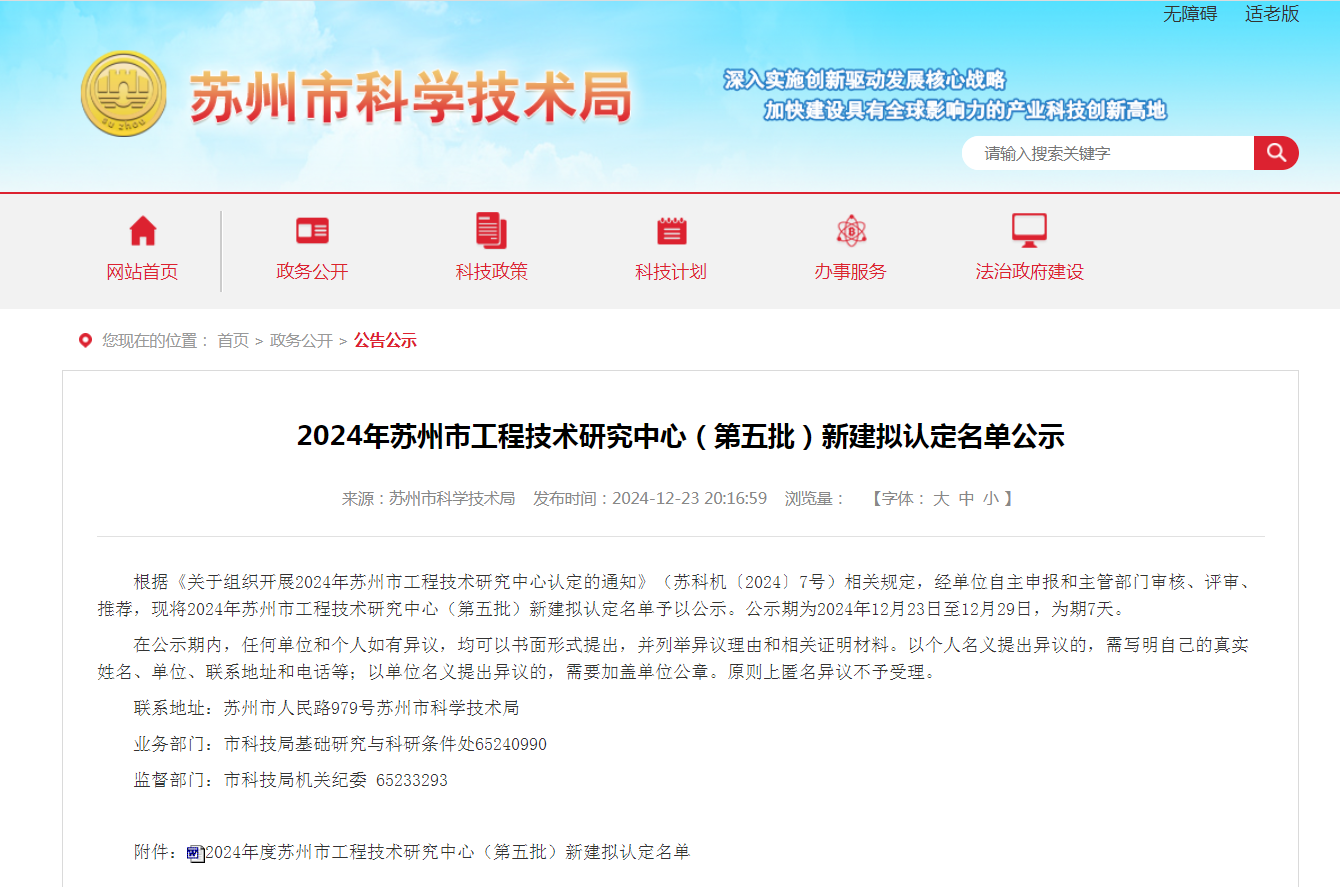 无障碍 适老版
苏州市科学技术局
深入实施创新驱动发展核心战略
加快建设具有全球影响力的产业科技创新高地
SU ZHOU
请输入搜索关键字
网站首页 政务公开 科技政策 科技计划 办事服务 法治政府建设
您现在的位置： 首页 > 政务公开 > 公告公示
2024年苏州市工程技术研究中心（第五批）新建拟认定名单公示
来源：苏州市科学技术局 发布时间：2024-12-23 20:16:59 浏览量： 【字体： 大 中 小 】
根据《关于组织开展2024年苏州市工程技术研究中心认定的通知》（苏科机〔2024〕7号）相关规定，经单位自主申报和主管部门审核、评审、
推荐，现将2024年苏州市工程技术研究中心（第五批）新建拟认定名单予以公示。公示期为2024年12月23日至12月29日，为期7天。
在公示期内，任何单位和个人如有异议，均可以书面形式提出，并列举异议理由和相关证明材料。以个人名义提出异议的，需写明自己的真实
姓名、单位、联系地址和电话等；以单位名义提出异议的，需要加盖单位公章。原则上匿名异议不予受理。
联系地址：苏州市人民路979号苏州市科学技术局
业务部门：市科技局基础研究与科研条件处65240990
监督部门：市科技局机关纪委 65233293
附件：2024年度苏州市工程技术研究中心（第五批）新建拟认定名单